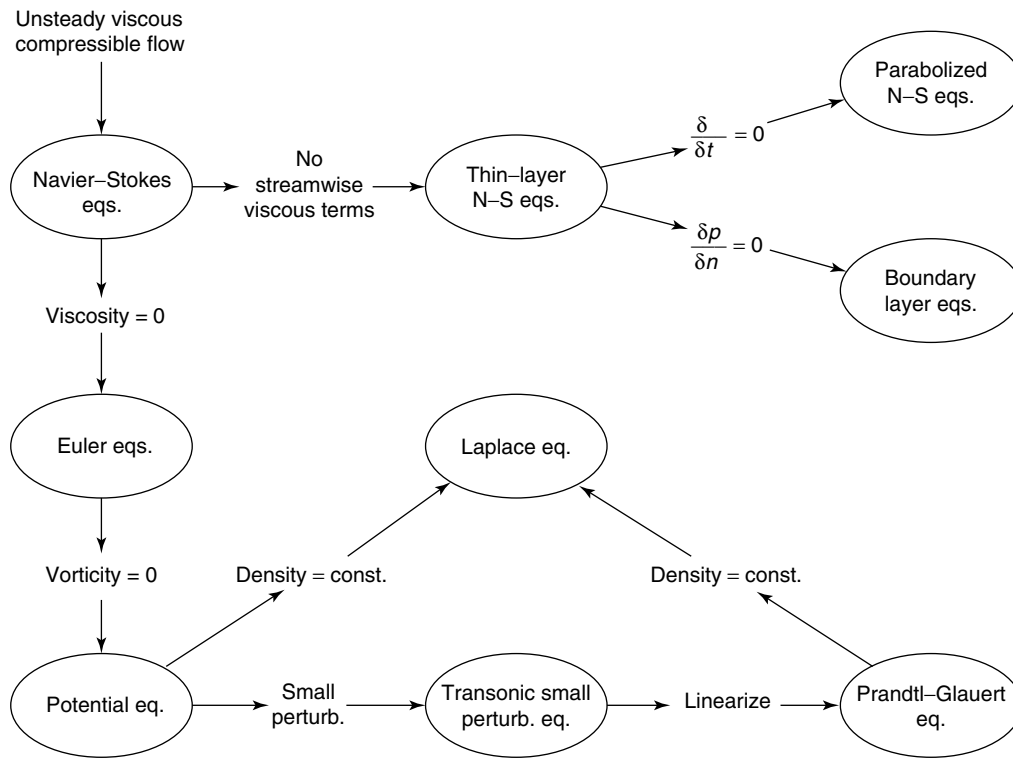 Unsteady viscous
compressible flow
Parabolized
N–S eqs.
δ/δt = 0
Navier–Stokes
eqs.
No
streamwise
viscous terms
Thin–layer
N–S eqs.
δp/δn = 0
Boundary
layer eqs.
Viscosity = 0
Euler eqs.
Laplace eq.
Vorticity = 0
Density = const.
Density = const.
Potential eq.
Small
perturb.
Transonic small
perturb. eq.
Linearize
Prandtl–Glauert
eq.